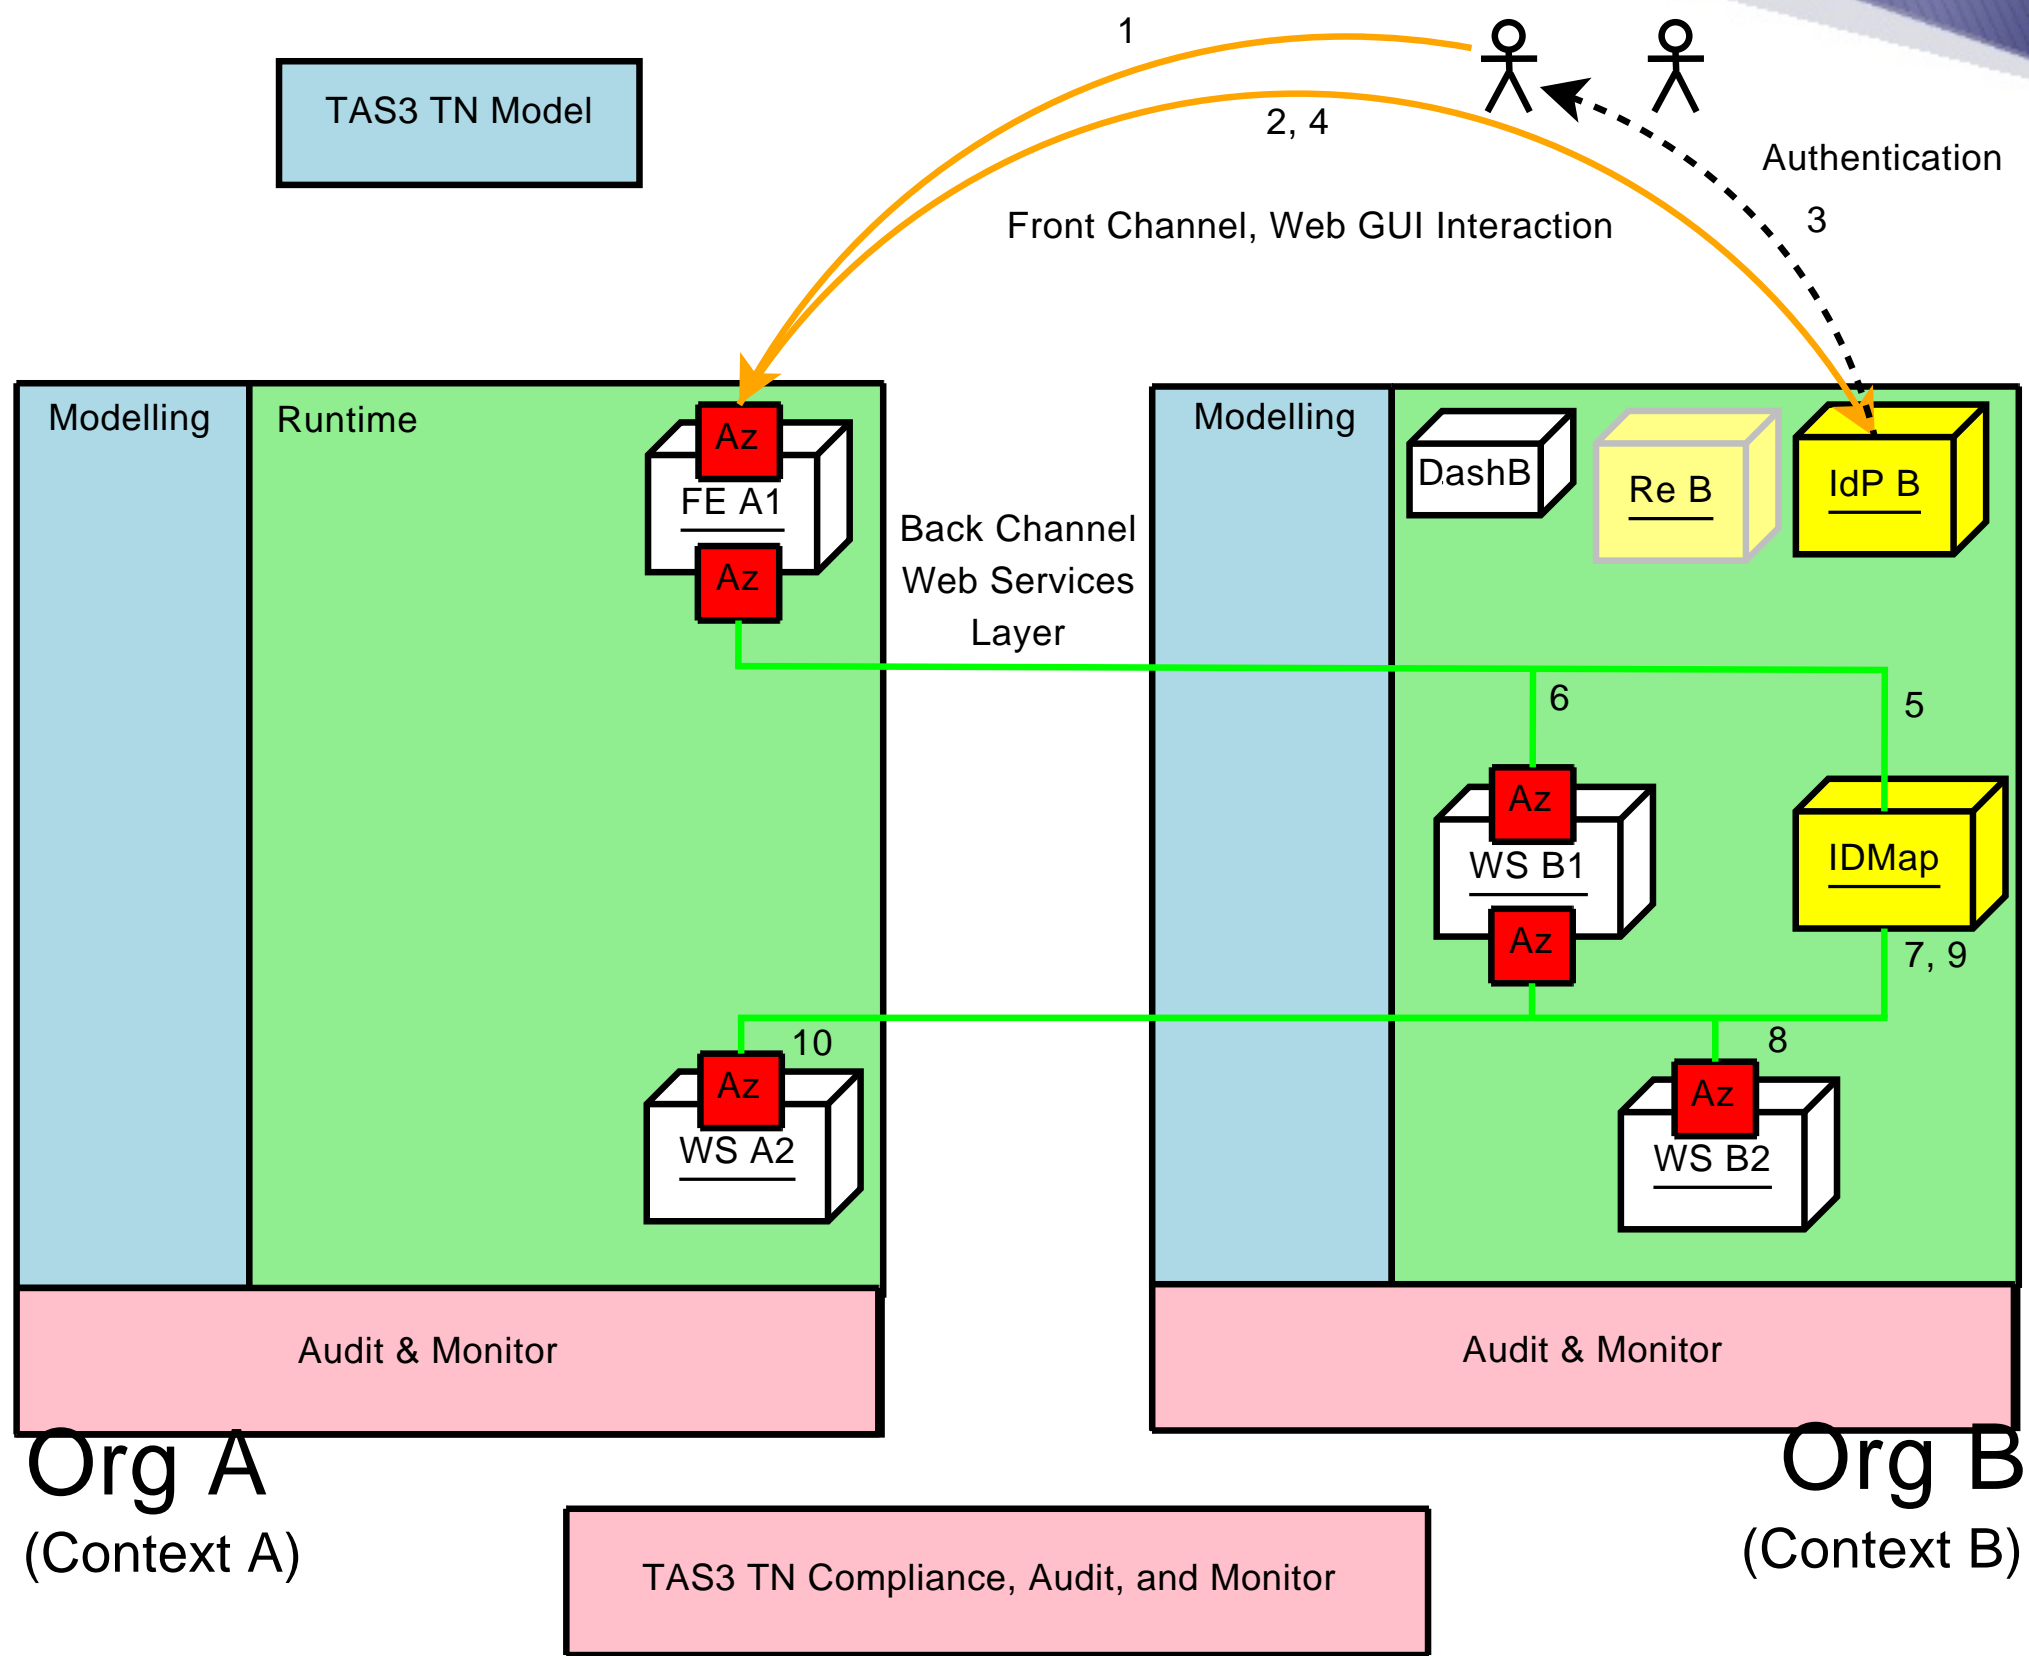 1
TAS3 TN Model
2, 4
Authentication
3
Front Channel, Web GUI Interaction
Modelling
Runtime
Az
FE A1
Az
Back Channel
Web Services
Layer
Modelling
DashB
Re B
IdP B
6
5
Az
WS B1
Az
IDMap
7, 9
10
Az
WS A2
8
Az
WS B2
Audit & Monitor
Audit & Monitor
Org A
(Context A)
Org B
(Context B)
TAS3 TN Compliance, Audit, and Monitor